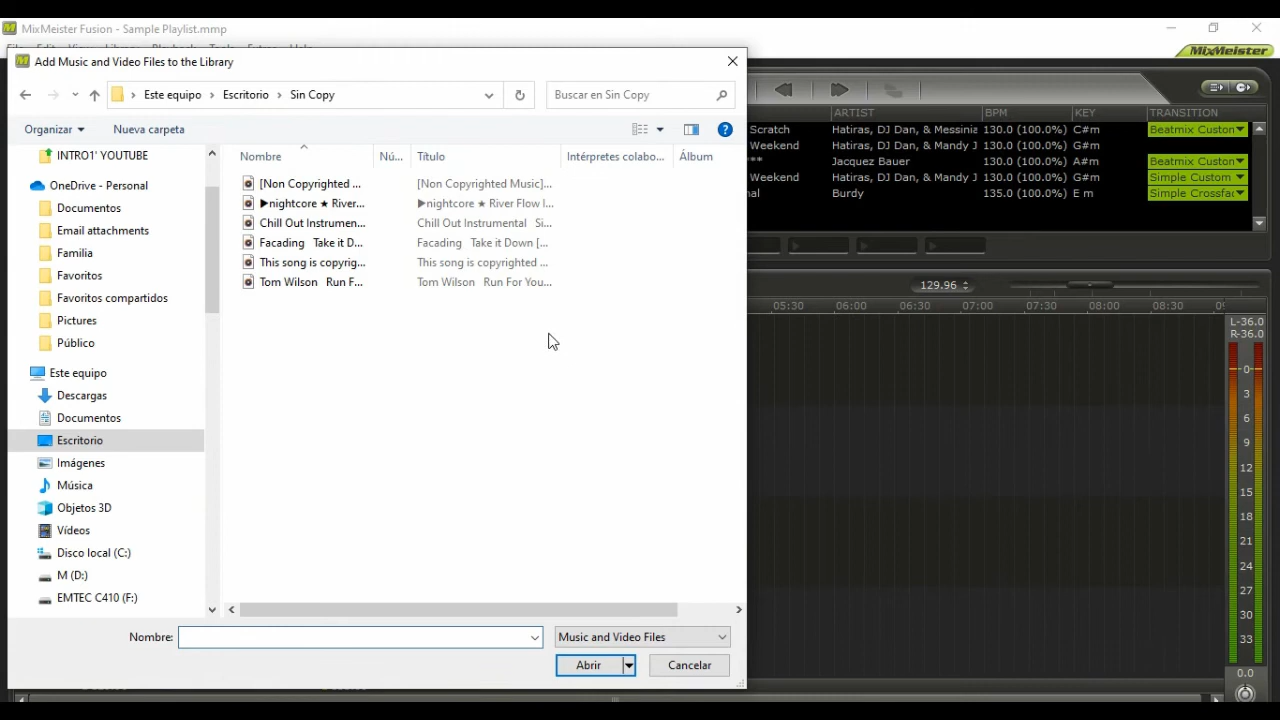 MixMeister Fusion - Sample Playlist.mmp
MixMeister
Add Music and Video Files to the Library
Este equipo > Escritorio > Sin Copy
Buscar en Sin Copy
Organizar
Nueva carpeta
INTRO1' YOUTUBE
OneDrive - Personal
Documentos
Email attachments
Familia
Favoritos
Favoritos compartidos
Pictures
Público
Este equipo
Descargas
Documentos
Escritorio
Imágenes
Música
Objetos 3D
Vídeos
Disco local (C:)
M (D:)
EMTEC C410 (F:)
Nombre Nú... Título Intérpretes colabo... Álbum
[Non Copyrighted ... [Non Copyrighted Music]...
▶nightcore ★ River... ▶nightcore ★ River Flow I...
Chill Out Instrumen... Chill Out Instrumental Si...
Facading Take it D... Facading Take it Down [...
This song is copyrig... This song is copyrighted ...
Tom Wilson Run F... Tom Wilson Run For You...
Nombre:
Music and Video Files
Abrir
Cancelar
ARTIST BPM KEY TRANSITION
Scratch Hatiras, DJ Dan, & Messinia 130.0 (100.0%) C#m Beatmix Custon
Weekend Hatiras, DJ Dan, & Mandy J 130.0 (100.0%) G#m
*** Jacquez Bauer 130.0 (100.0%) A#m Beatmix Custon
Weekend Hatiras, DJ Dan, & Mandy J 130.0 (100.0%) G#m Simple Custom
al Burdy 135.0 (100.0%) E m Simple Crossfac
129.96
05:30 06:00 06:30 07:00 07:30 08:00 08:30
L-36.0
R-36.0
0
3
6
9
12
15
18
21
24
27
30
33
0.0